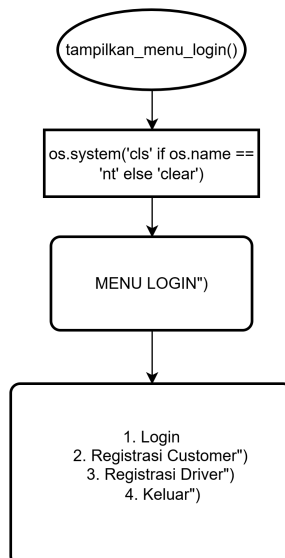 tampilkan_menu_login()
os.system('cls' if os.name ==
'nt' else 'clear')
MENU LOGIN")
1. Login
2. Registrasi Customer")
3. Registrasi Driver")
4. Keluar")